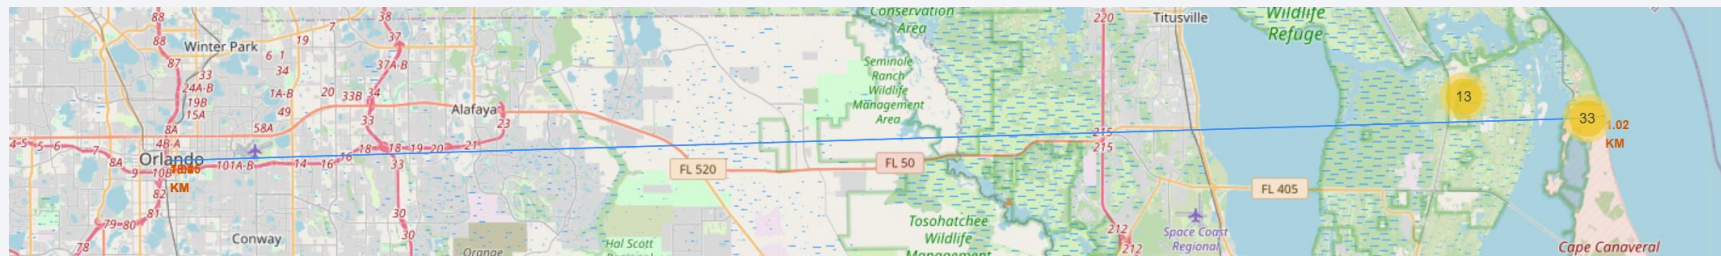 88
38
Conservation
Area
220
Titusville
Wildlife
Refuge
88
Winter Park
19
7
37
6 1
87
33
34
37A-B
Seminole
Ranch
Wildlife
Management
Area
24A-B
1A-B
20
33B
34
13
19B
15A
49
Alafaya
33
8A
58A
33
23
1.02
KM
4-5
5
6
7
4B-A
215
215
Orlando
8A
9
10B
101A-B
14
16
16
18
18
19
20
21
33
KM
FL 520
FL 50
FL 405
82
81
30
79
80
30
78
Conway
Orange
Hal Scott
Tosohatchee
Wildlife
Management
212
212
Space Coast
Regional
Cape Canaveral